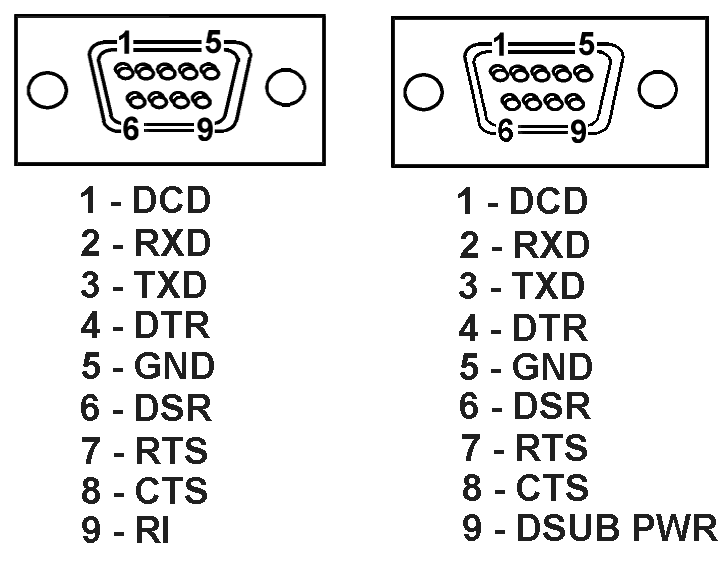 1 5
6 9
1 - DCD
2 - RXD
3 - TXD
4 - DTR
5 - GND
6 - DSR
7 - RTS
8 - CTS
9 - RI
1 5
6 9
1 - DCD
2 - RXD
3 - TXD
4 - DTR
5 - GND
6 - DSR
7 - RTS
8 - CTS
9 - DSUB PWR